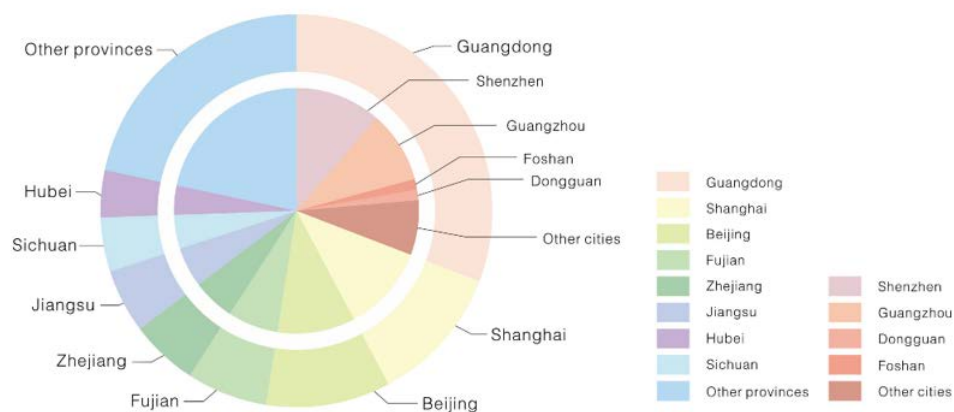 Other provinces
Guangdong
Shenzhen
Guangzhou
Foshan
Dongguan
Other cities
Hubei
Sichuan
Jiangsu
Zhejiang
Fujian
Beijing
Shanghai
Guangdong
Shanghai
Beijing
Fujian
Zhejiang
Jiangsu
Hubei
Sichuan
Other provinces
Shenzhen
Guangzhou
Dongguan
Foshan
Other cities